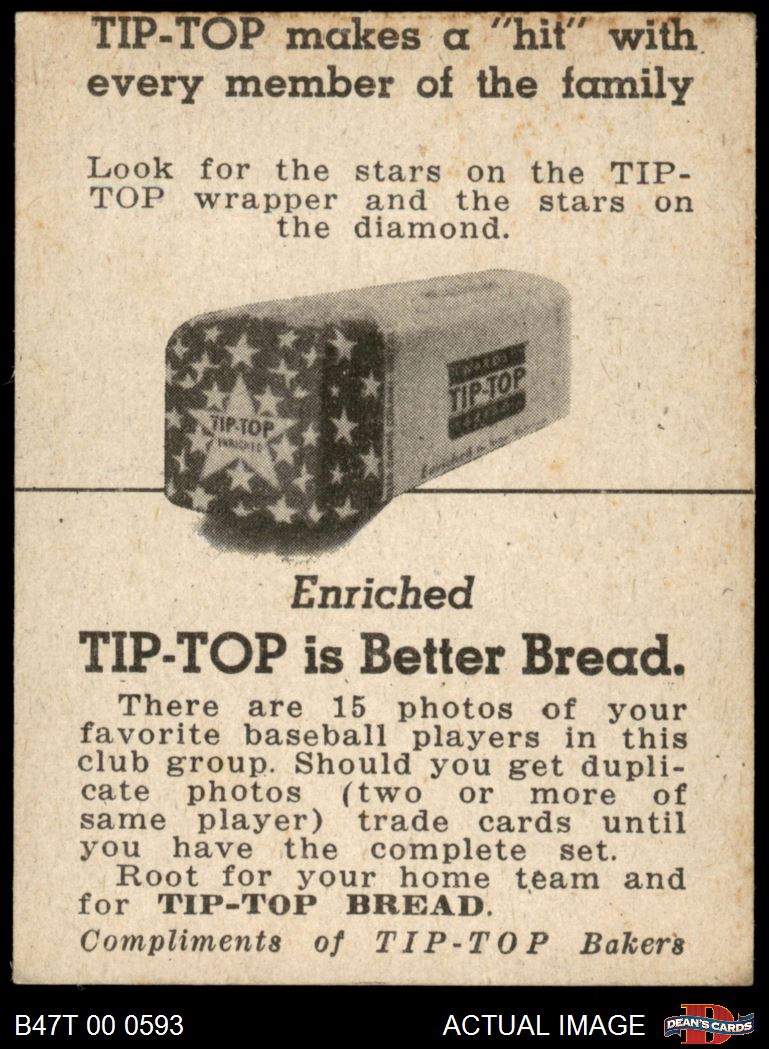 TIP-TOP makes a "hit" with
every member of the family
Look for the stars on the TIP-
TOP wrapper and the stars on
the diamond.
TIP-TOP
TIP-TOP
ENRICHED
Enriched
TIP-TOP is Better Bread.
There are 15 photos of your
favorite baseball players in this
club group. Should you get dupli-
cate photos (two or more of
same player) trade cards until
you have the complete set.
Root for your home team and
for TIP-TOP BREAD.
Compliments of TIP-TOP Bakers
B47T 00 0593
ACTUAL IMAGE
DEAN'S CARDS